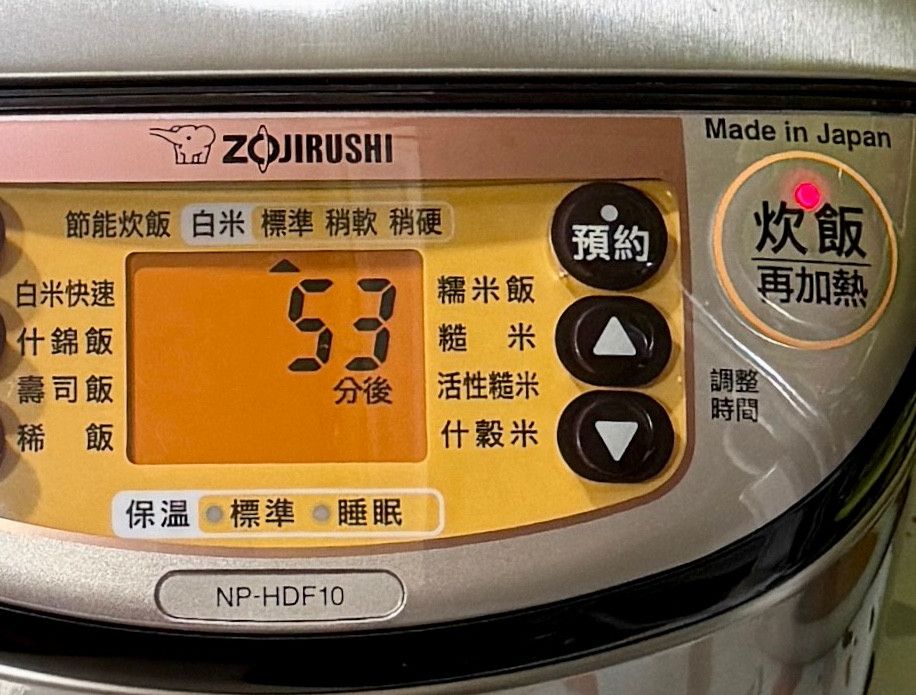 ZOJIRUSHI
Made in Japan
節能炊飯 白米 標準 稍軟 稍硬
預約
炊飯
再加熱
白米快速
什錦飯
壽司飯
稀飯
53
分後
糯米飯
糙米
活性糙米
什穀米
調整
時間
保温 標準 睡眠
NP-HDF10